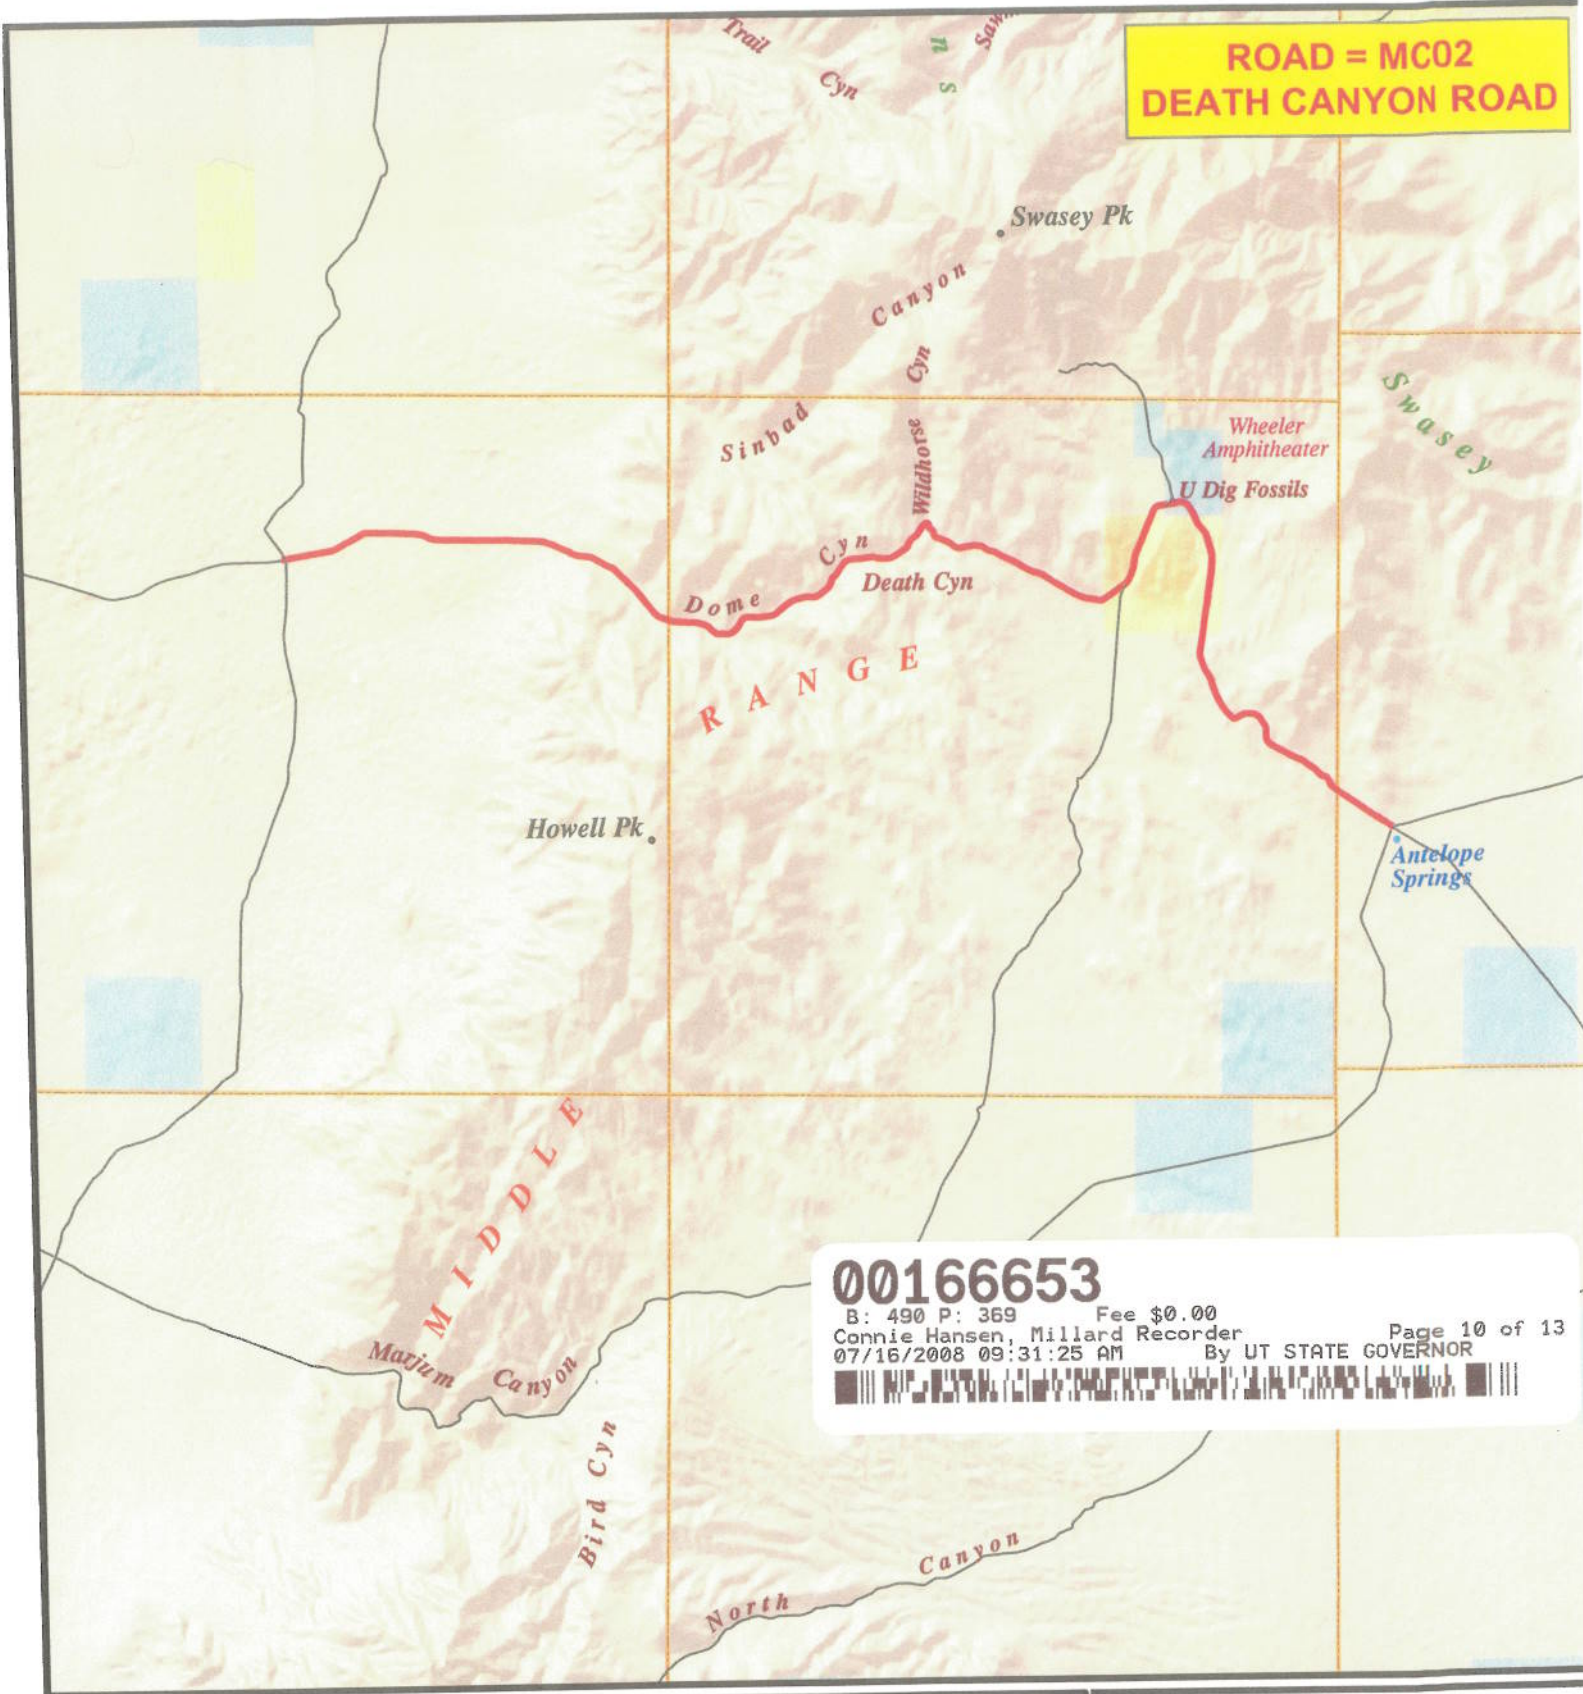 Trail
Cyn
n
s
ROAD = MC02
DEATH CANYON ROAD
Swasey Pk
Sinbad Canyon
Wildhorse Cyn
Swasey
Wheeler
Amphitheater
U Dig Fossils
Dome Cyn
Death Cyn
MIDDLE RANGE
Howell Pk
Antelope
Springs
00166653
B: 490 P: 369 Fee $0.00
Connie Hansen, Millard Recorder Page 10 of 13
07/16/2008 09:31:25 AM By UT STATE GOVERNOR
Marjum Canyon
Bird Cyn
North Canyon